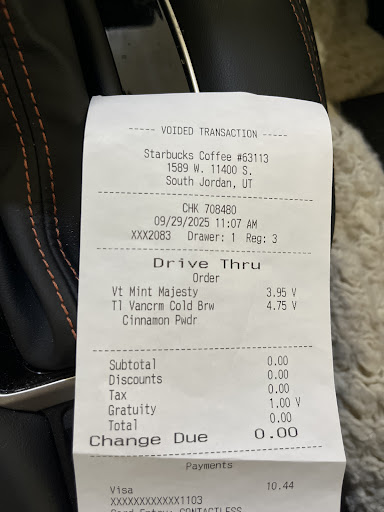 ----- VOIDED TRANSACTION -----
Starbucks Coffee #63113
1589 W. 11400 S.
South Jordan, UT
CHK 708480
09/29/2025 11:07 AM
XXX2083 Drawer: 1 Reg: 3
Drive Thru
Order
Vt Mint Majesty 3.95 V
Tl Vancrm Cold Brw 4.75 V
Cinnamon Pwdr
Subtotal 0.00
Discounts 0.00
Tax 0.00
Gratuity 1.00 V
Total 0.00
Change Due 0.00
Payments
Visa 10.44
XXXXXXXXXXXX1103
Card Entry: CONTACTLESS